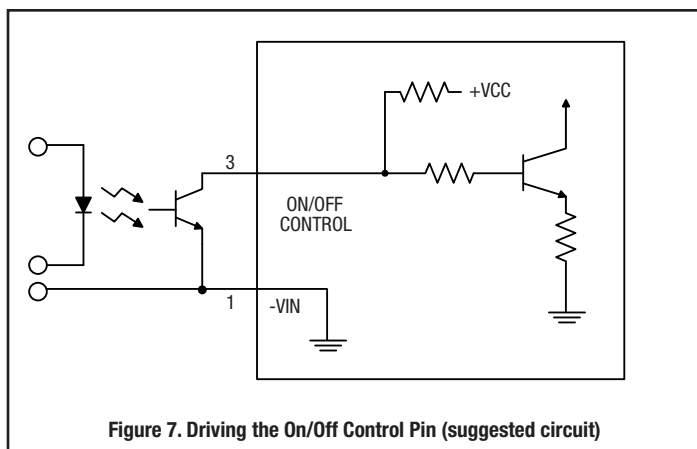 +VCC
3
ON/OFF
CONTROL
1
-VIN
Figure 7. Driving the On/Off Control Pin (suggested circuit)